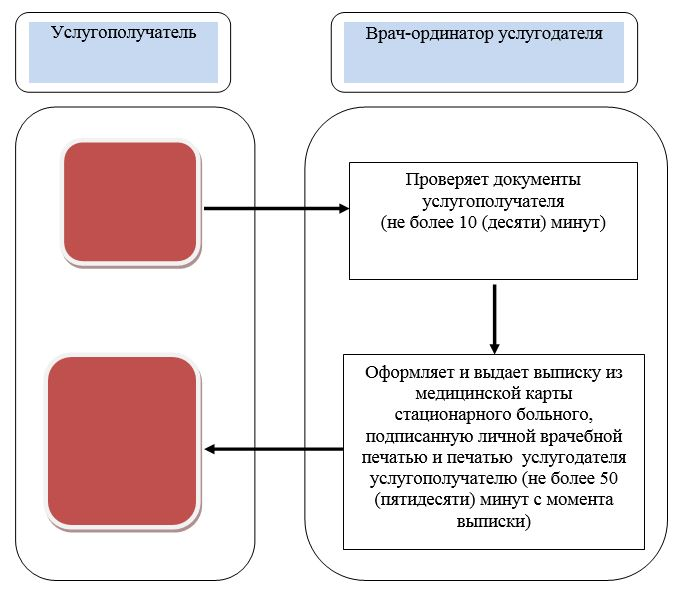 Услугополучатель
Врач-ординатор услугодателя
Проверяет документы
услугополучателя
(не более 10 (десяти) минут)
Оформляет и выдает выписку из
медицинской карты
стационарного больного,
подписанную личной врачебной
печатью и печатью  услугодателя
услугополучателю (не более 50
(пятидесяти) минут с момента
выписки)